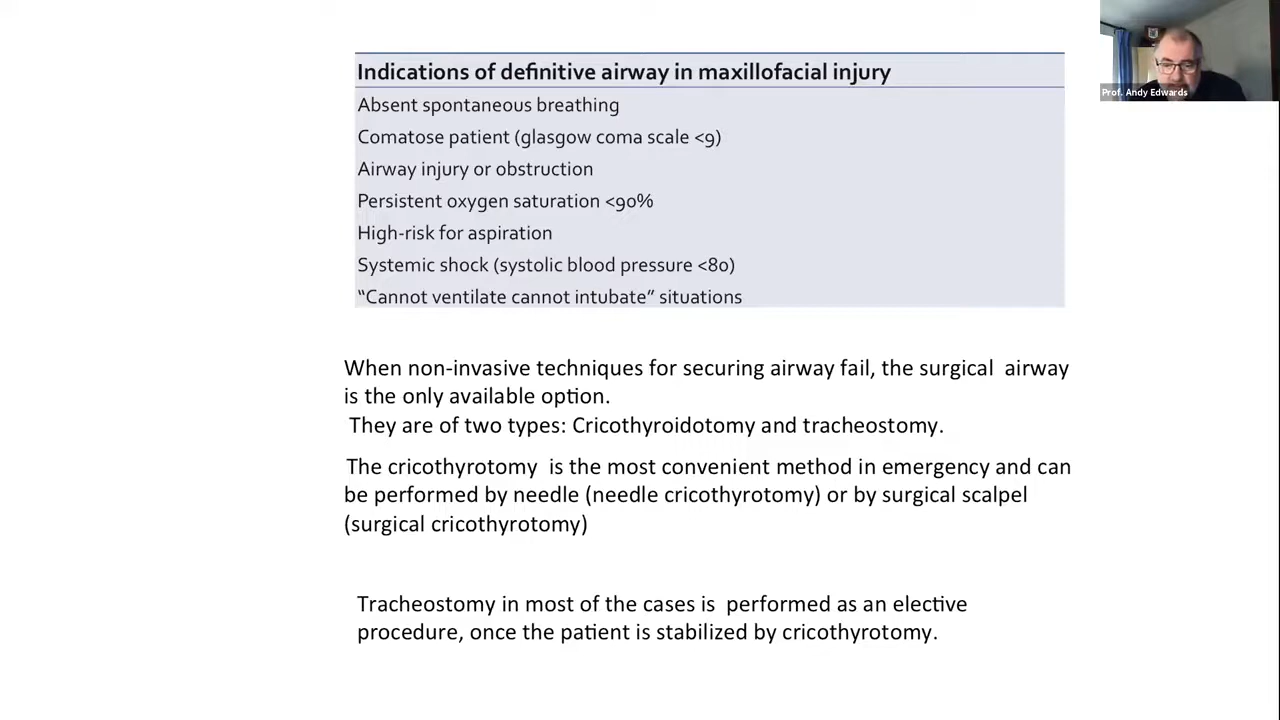 Indications of definitive airway in maxillofacial injury
Absent spontaneous breathing
Comatose patient (glasgow coma scale <9)
Airway injury or obstruction
Persistent oxygen saturation <90%
High-risk for aspiration
Systemic shock (systolic blood pressure <80)
“Cannot ventilate cannot intubate” situations
When non-invasive techniques for securing airway fail, the surgical airway
is the only available option.
They are of two types: Cricothyroidotomy and tracheostomy.
The cricothyrotomy is the most convenient method in emergency and can
be performed by needle (needle cricothyrotomy) or by surgical scalpel
(surgical cricothyrotomy)
Tracheostomy in most of the cases is performed as an elective
procedure, once the patient is stabilized by cricothyrotomy.
Prof. Andy Edwards